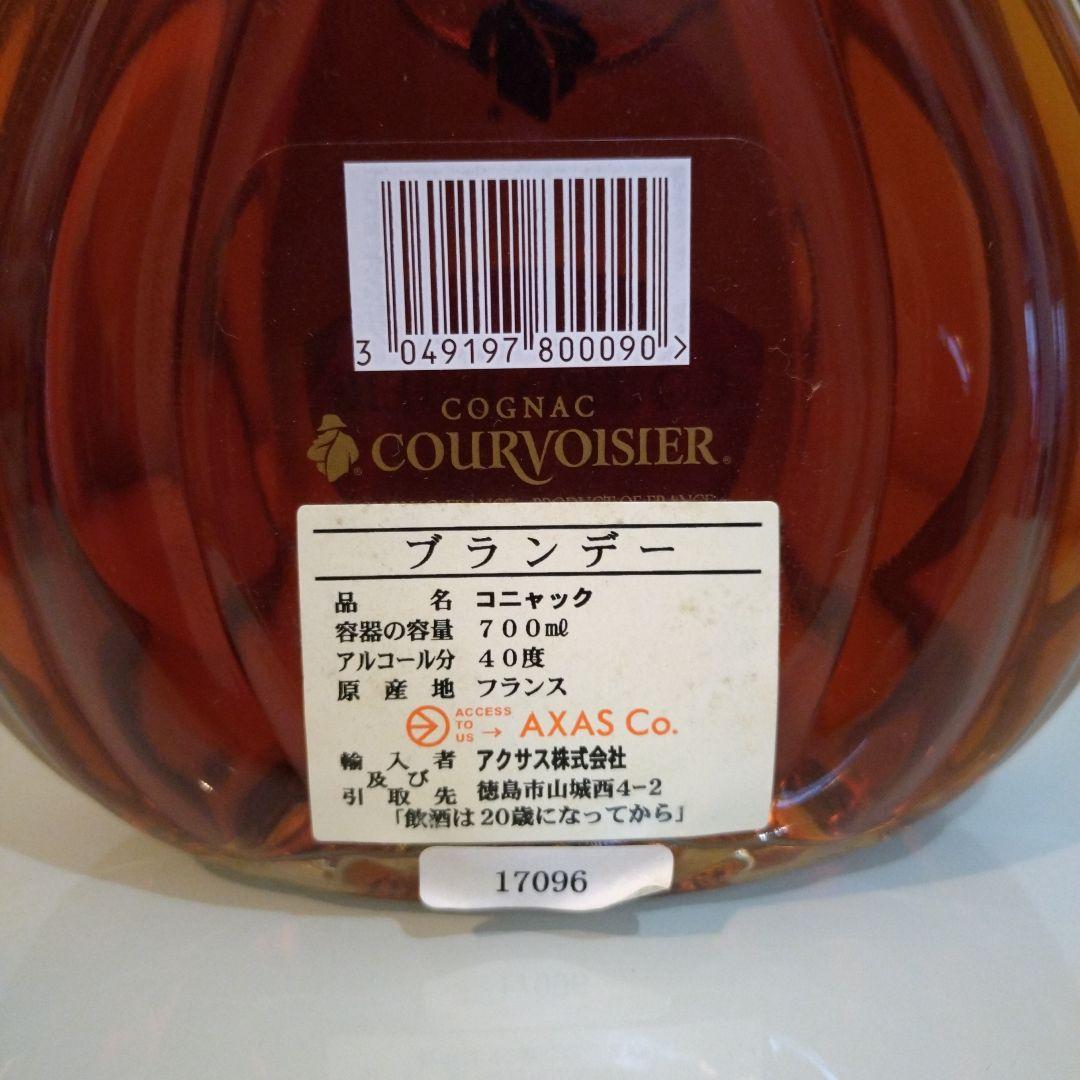 3 049197 800090 >
COGNAC
COURVOISIER
FRANCE - PRODUCT OF FRANCE
ブランデー
品名 コニャック
容器の容量 700㎖
アルコール分 40度
原産地 フランス
ACCESS TO US → AXAS Co.
輸入者 アクサス株式会社
及び
引取先 徳島市山城西4-2
「飲酒は20歳になってから」
17096